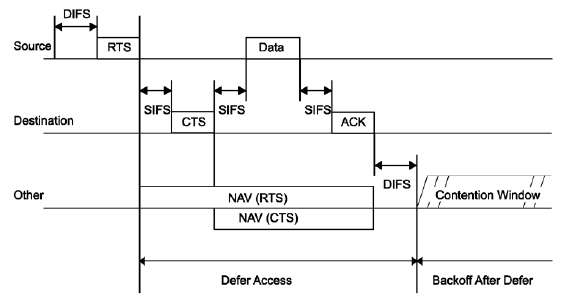 DIFS
Source
RTS
Data
SIFS
SIFS
SIFS
Destination
CTS
ACK
DIFS
Other
NAV (RTS)
Contention Window
NAV (CTS)
Defer Access
Backoff After Defer